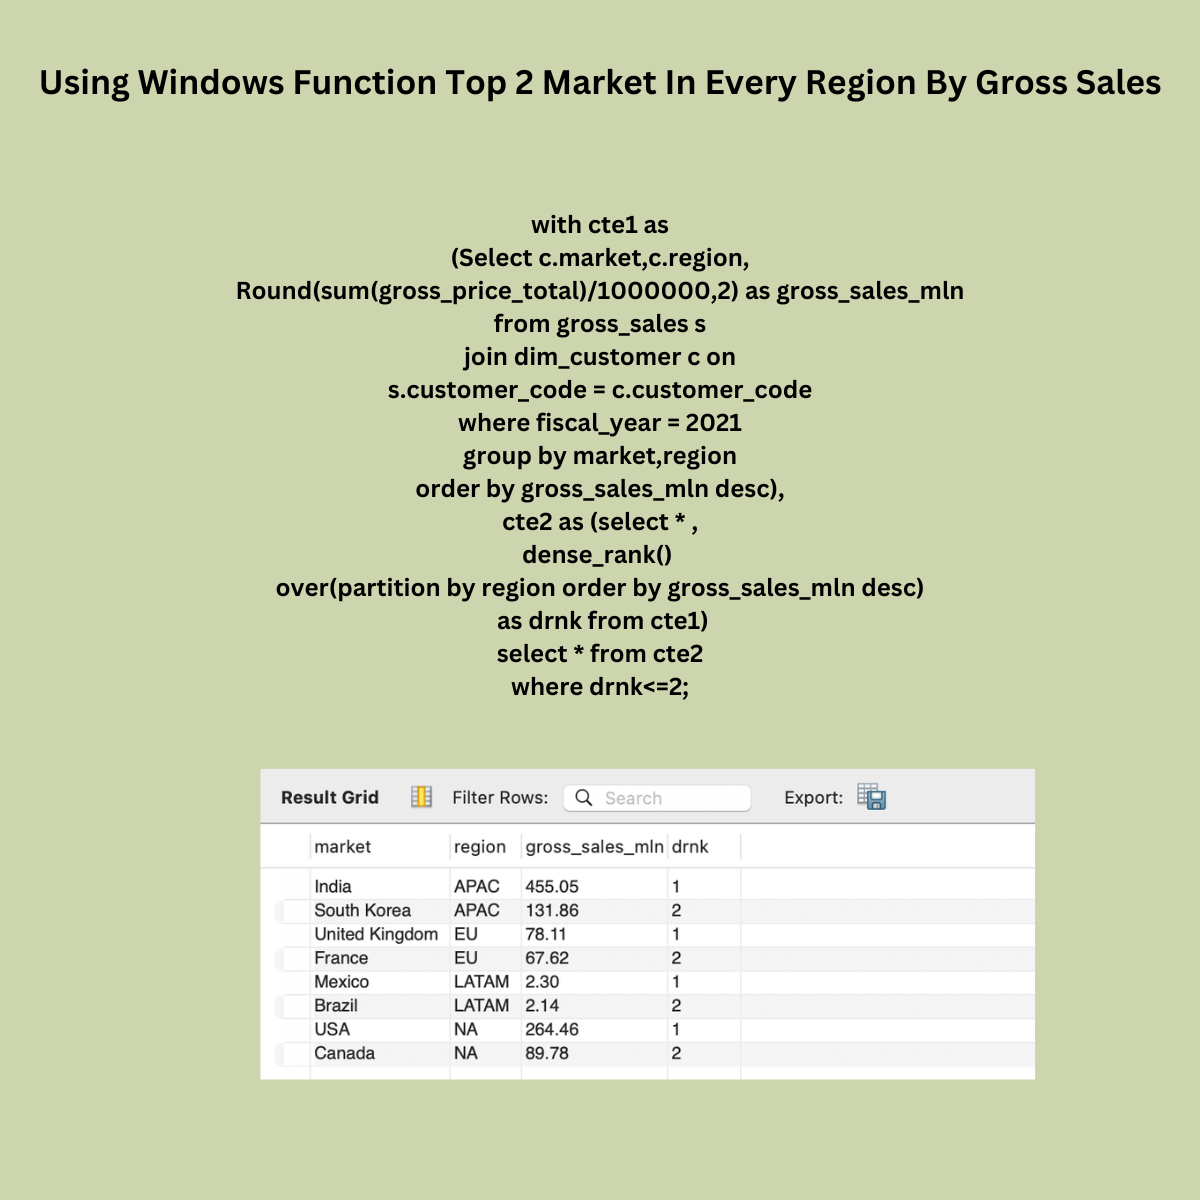 Using Windows Function Top 2 Market In Every Region By Gross Sales
with cte1 as
(Select c.market,c.region,
Round(sum(gross_price_total)/1000000,2) as gross_sales_mln
from gross_sales s
join dim_customer c on
s.customer_code = c.customer_code
where fiscal_year = 2021
group by market,region
order by gross_sales_mln desc),
cte2 as (select * ,
dense_rank()
over(partition by region order by gross_sales_mln desc)
as drnk from cte1)
select * from cte2
where drnk<=2;
Result Grid Filter Rows: Search Export:
market region gross_sales_mln drnk
India APAC 455.05 1
South Korea APAC 131.86 2
United Kingdom EU 78.11 1
France EU 67.62 2
Mexico LATAM 2.30 1
Brazil LATAM 2.14 2
USA NA 264.46 1
Canada NA 89.78 2